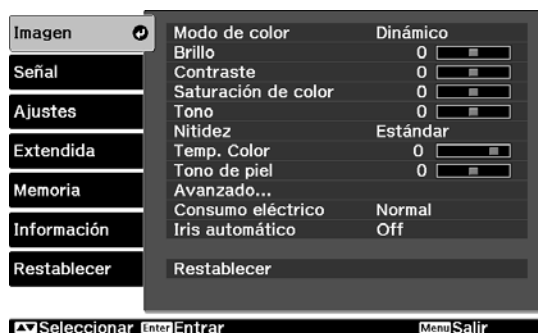 Imagen
Señal
Ajustes
Extendida
Memoria
Información
Restablecer
Modo de color Dinámico
Brillo 0
Contraste 0
Saturación de color 0
Tono 0
Nitidez Estándar
Temp. Color 0
Tono de piel 0
Avanzado...
Consumo eléctrico Normal
Iris automático Off
Restablecer
Seleccionar Enter Entrar Menu Salir